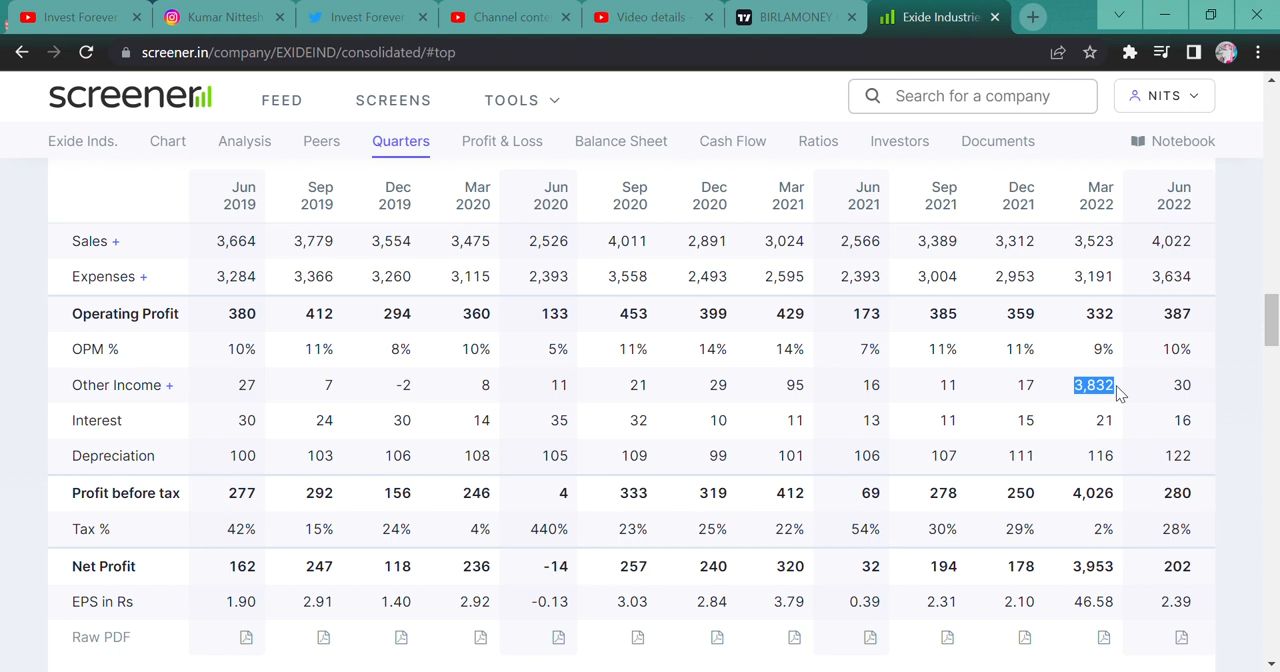 Invest Forever
Kumar Nittesh
Invest Forever
Channel conte
Video details -
BIRLAMONEY
Exide Industrie
screener.in/company/EXIDEIND/consolidated/#top
screener
FEED
SCREENS
TOOLS
Search for a company
NITS
Exide Inds.
Chart
Analysis
Peers
Quarters
Profit & Loss
Balance Sheet
Cash Flow
Ratios
Investors
Documents
Notebook
Jun 2019 Sep 2019 Dec 2019 Mar 2020 Jun 2020 Sep 2020 Dec 2020 Mar 2021 Jun 2021 Sep 2021 Dec 2021 Mar 2022 Jun 2022
Sales + 3,664 3,779 3,554 3,475 2,526 4,011 2,891 3,024 2,566 3,389 3,312 3,523 4,022
Expenses + 3,284 3,366 3,260 3,115 2,393 3,558 2,493 2,595 2,393 3,004 2,953 3,191 3,634
Operating Profit 380 412 294 360 133 453 399 429 173 385 359 332 387
OPM % 10% 11% 8% 10% 5% 11% 14% 14% 7% 11% 11% 9% 10%
Other Income + 27 7 -2 8 11 21 29 95 16 11 17 3,832 30
Interest 30 24 30 14 35 32 10 11 13 11 15 21 16
Depreciation 100 103 106 108 105 109 99 101 106 107 111 116 122
Profit before tax 277 292 156 246 4 333 319 412 69 278 250 4,026 280
Tax % 42% 15% 24% 4% 440% 23% 25% 22% 54% 30% 29% 2% 28%
Net Profit 162 247 118 236 -14 257 240 320 32 194 178 3,953 202
EPS in Rs 1.90 2.91 1.40 2.92 -0.13 3.03 2.84 3.79 0.39 2.31 2.10 46.58 2.39
Raw PDF